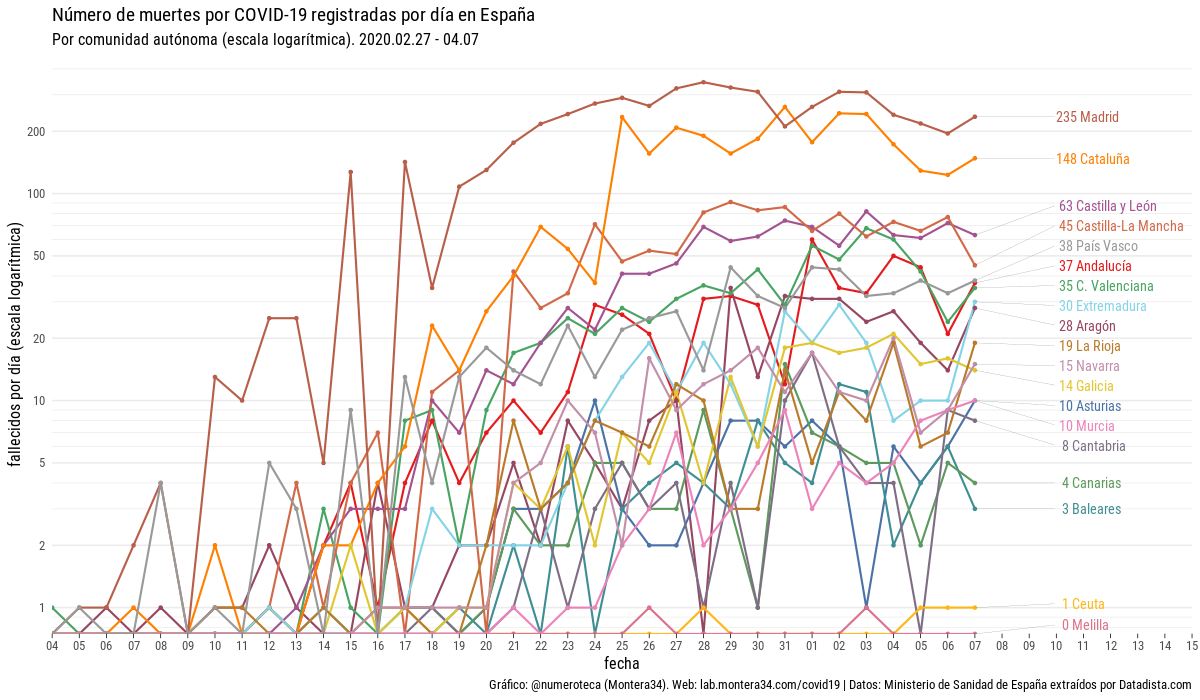 Número de muertes por COVID-19 registradas por día en España
Por comunidad autónoma (escala logarítmica). 2020.02.27 - 04.07
fallecidos por día (escala logarítmica)
200
100
50
20
10
5
2
1
235 Madrid
148 Cataluña
63 Castilla y León
45 Castilla-La Mancha
38 País Vasco
37 Andalucía
35 C. Valenciana
30 Extremadura
28 Aragón
19 La Rioja
15 Navarra
14 Galicia
10 Asturias
10 Murcia
8 Cantabria
4 Canarias
3 Baleares
1 Ceuta
0 Melilla
04 05 06 07 08 09 10 11 12 13 14 15 16 17 18 19 20 21 22 23 24 25 26 27 28 29 30 31 01 02 03 04 05 06 07 08 09 10 11 12 13 14 15
fecha
Gráfico: @numeroteca (Montera34). Web: lab.montera34.com/covid19 | Datos: Ministerio de Sanidad de España extraídos por Datadista.com